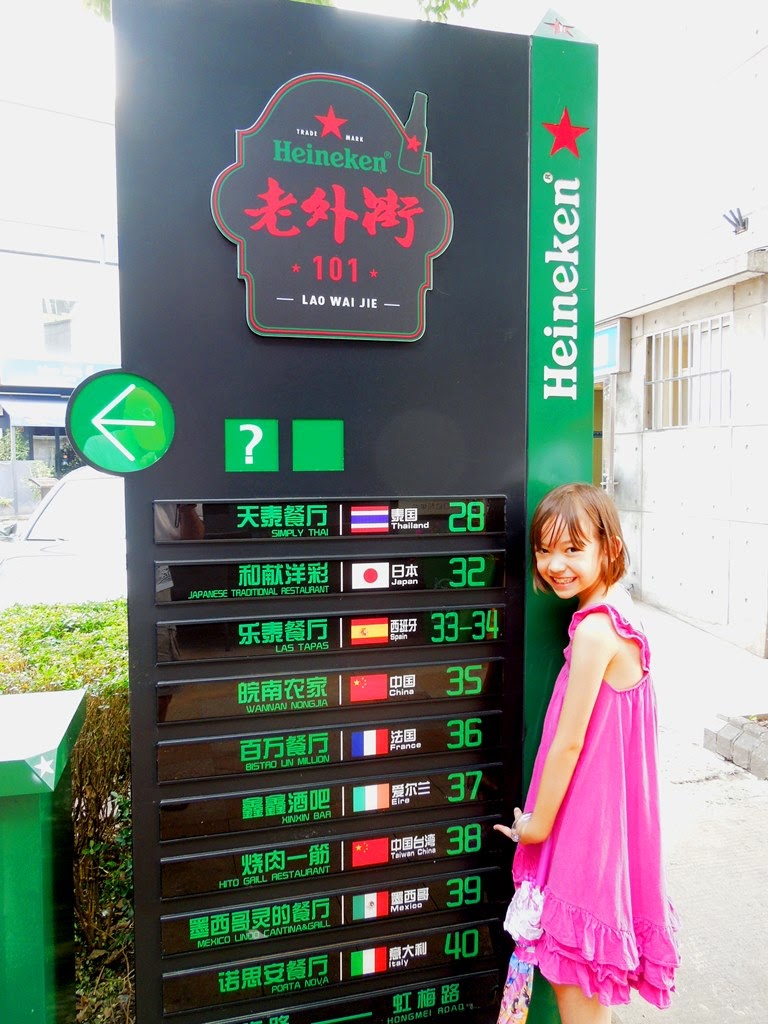 TRADE MARK
Heineken®
老外街
101
LAO WAI JIE
Heineken®
?
天泰餐厅 泰国 28
SIMPLY THAI Thailand
和献洋彩 日本 32
JAPANESE TRADITIONAL RESTAURANT Japan
乐泰餐厅 西班牙 33-34
LAS TAPAS Spain
皖南农家 中国 35
WANNAN NONGJIA China
百万餐厅 法国 36
BISTRO UN MILLION France
鑫鑫酒吧 爱尔兰 37
XINXIN BAR Eire
烧肉一筋 中国台湾 38
HITO GRILL RESTAURANT Taiwan China
墨西哥灵的餐厅 墨西哥 39
MEXICO LINDO CANTINA&GRILL Mexico
诺思安餐厅 意大利 40
PORTA NOVA Italy
虹梅路
HONGMEI ROAD